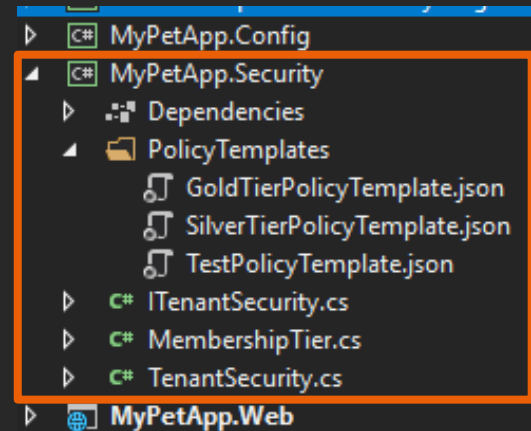 C# MyPetApp.Config
C# MyPetApp.Security
Dependencies
PolicyTemplates
GoldTierPolicyTemplate.json
SilverTierPolicyTemplate.json
TestPolicyTemplate.json
C# ITenantSecurity.cs
C# MembershipTier.cs
C# TenantSecurity.cs
MyPetApp.Web